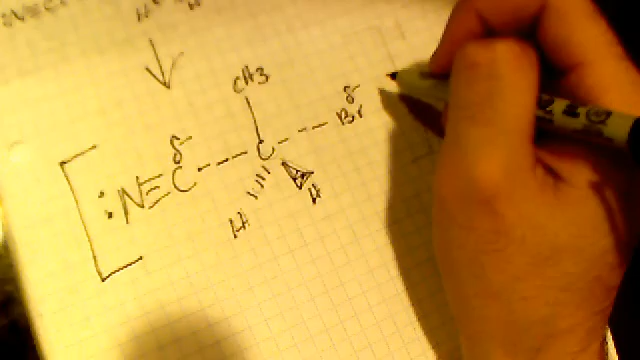 CH3
δ
Br
δ-
:N≡C---C---
H
H